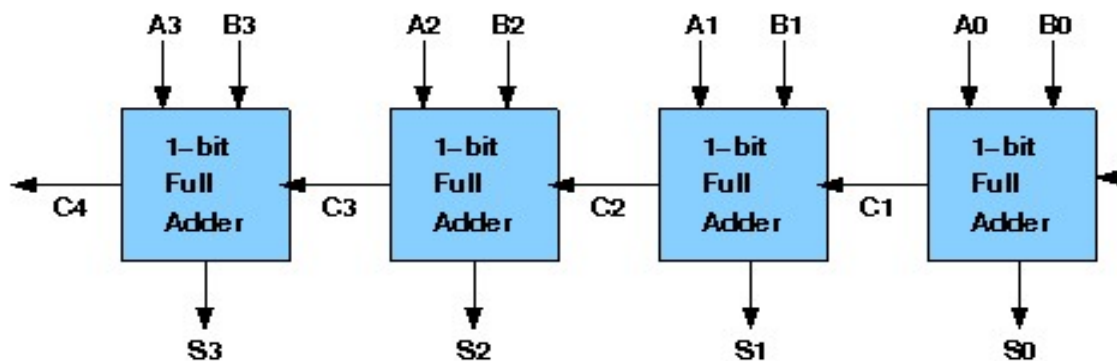 A3 B3 A2 B2 A1 B1 A0 B0
1-bit
Full
Adder
1-bit
Full
Adder
1-bit
Full
Adder
1-bit
Full
Adder
C4 C3 C2 C1
S3 S2 S1 S0